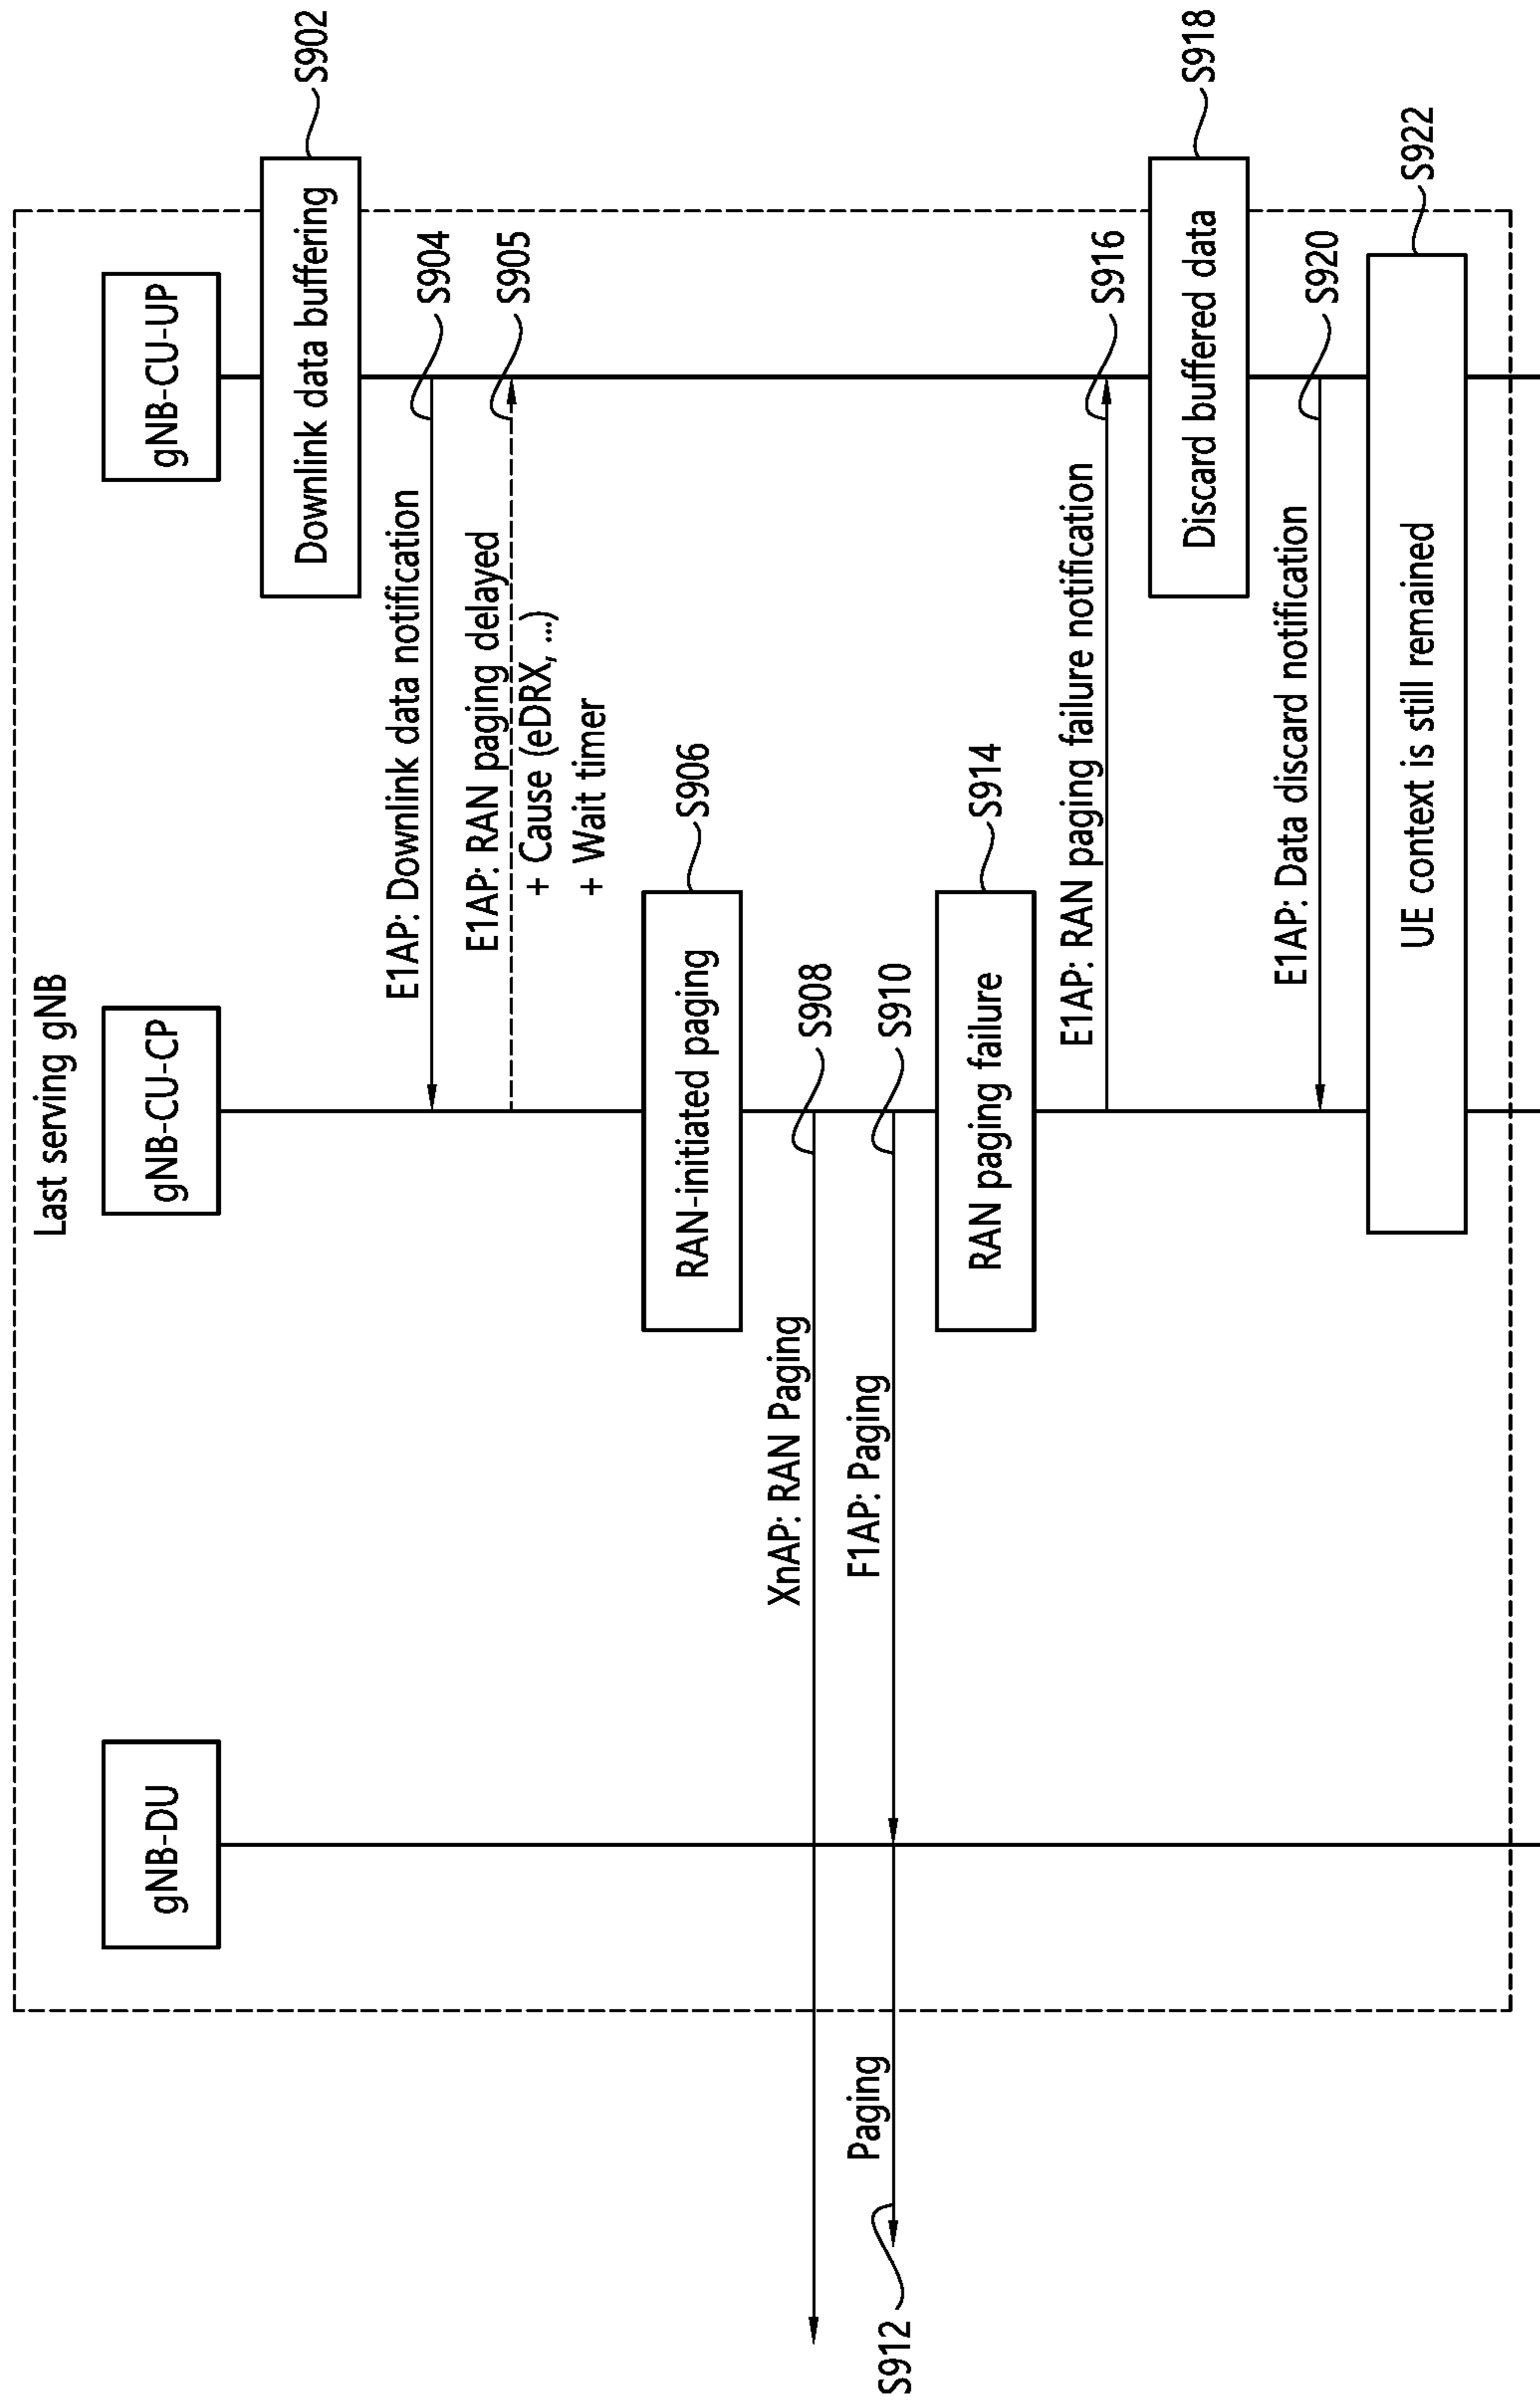 Last serving gNB
gNB-DU
gNB-CU-CP
gNB-CU-UP
Downlink data buffering
S902
E1AP: Downlink data notification
S904
E1AP: RAN paging delayed
S905
+ Cause (eDRX, ...)
+ Wait timer
RAN-initiated paging
S906
XnAP: RAN Paging
S908
F1AP: Paging
S910
Paging
S912
RAN paging failure
S914
E1AP: RAN paging failure notification
S916
Discard buffered data
S918
E1AP: Data discard notification
S920
UE context is still remained
S922